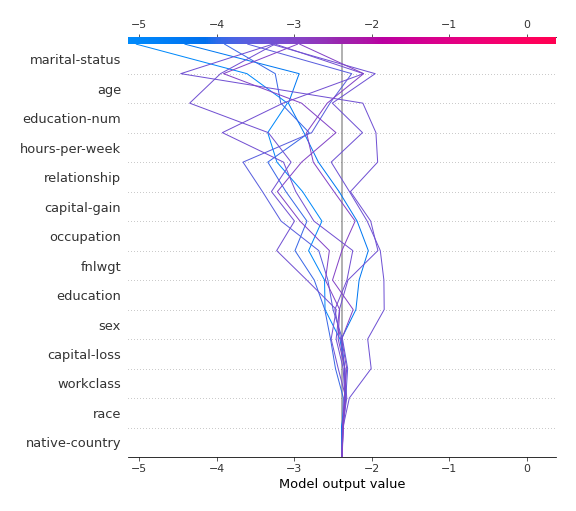 −5 −4 −3 −2 −1 0
marital-status
age
education-num
hours-per-week
relationship
capital-gain
occupation
fnlwgt
education
sex
capital-loss
workclass
race
native-country
−5 −4 −3 −2 −1 0
Model output value